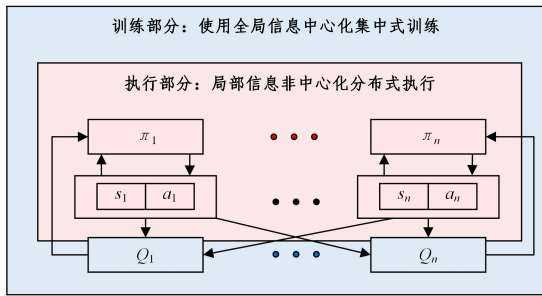 训练部分：使用全局信息中心化集中式训练
执行部分：局部信息非中心化分布式执行
π1 πn
s1 a1 sn an
Q1 Qn